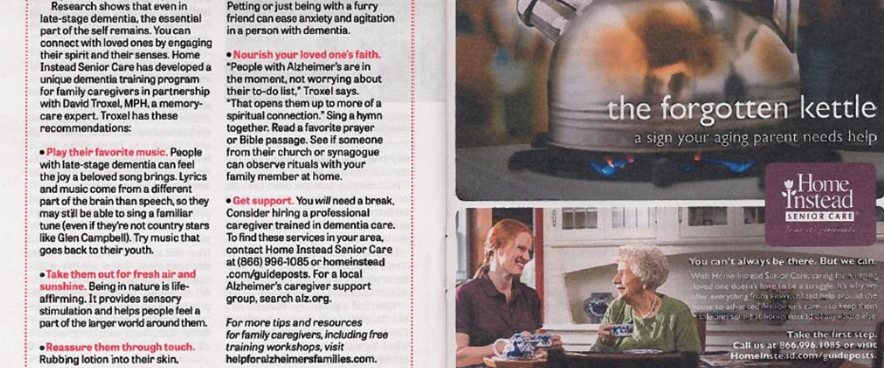 Research shows that even in
late-stage dementia, the essential
part of the self remains. You can
connect with loved ones by engaging
their spirit and their senses. Home
Instead Senior Care has developed a
unique dementia training program
for family caregivers in partnership
with David Troxel, MPH, a memory-
care expert. Troxel has these
recommendations:
• Play their favorite music. People
with late-stage dementia can feel
the joy a beloved song brings. Lyrics
and music come from a different
part of the brain than speech, so they
may still be able to sing a familiar
tune (even if they're not country stars
like Glen Campbell). Try music that
goes back to their youth.
• Take them out for fresh air and
sunshine. Being in nature is life-
affirming. It provides sensory
stimulation and helps people feel a
part of the larger world around them.
• Reassure them through touch.
Rubbing lotion into their skin,
Petting or just being with a furry
friend can ease anxiety and agitation
in a person with dementia.
• Nourish your loved one's faith.
"People with Alzheimer's are in
the moment, not worrying about
their to-do list," Troxel says.
"That opens them up to more of a
spiritual connection." Sing a hymn
together. Read a favorite prayer
or Bible passage. See if someone
from their church or synagogue
can observe rituals with your
family member at home.
• Get support. You will need a break.
Consider hiring a professional
caregiver trained in dementia care.
To find these services in your area,
contact Home Instead Senior Care
at (866) 996-1085 or homeinstead
.com/guideposts. For a local
Alzheimer's caregiver support
group, search alz.org.
For more tips and resources
for family caregivers, including free
training workshops, visit
helpforalzheimersfamilies.com.
the forgotten kettle
a sign your aging parent needs help
Home
Instead
SENIOR CARE
You can't always be there. But we can.
With Home Instead Senior Care, caring for an aging
loved one doesn't have to be a struggle. It's why we
offer everything from specialized help around the
house to advanced Alzheimer's care
Take the first step.
Call us at 866.996.1085 or visit
HomeInstead.com/guideposts.